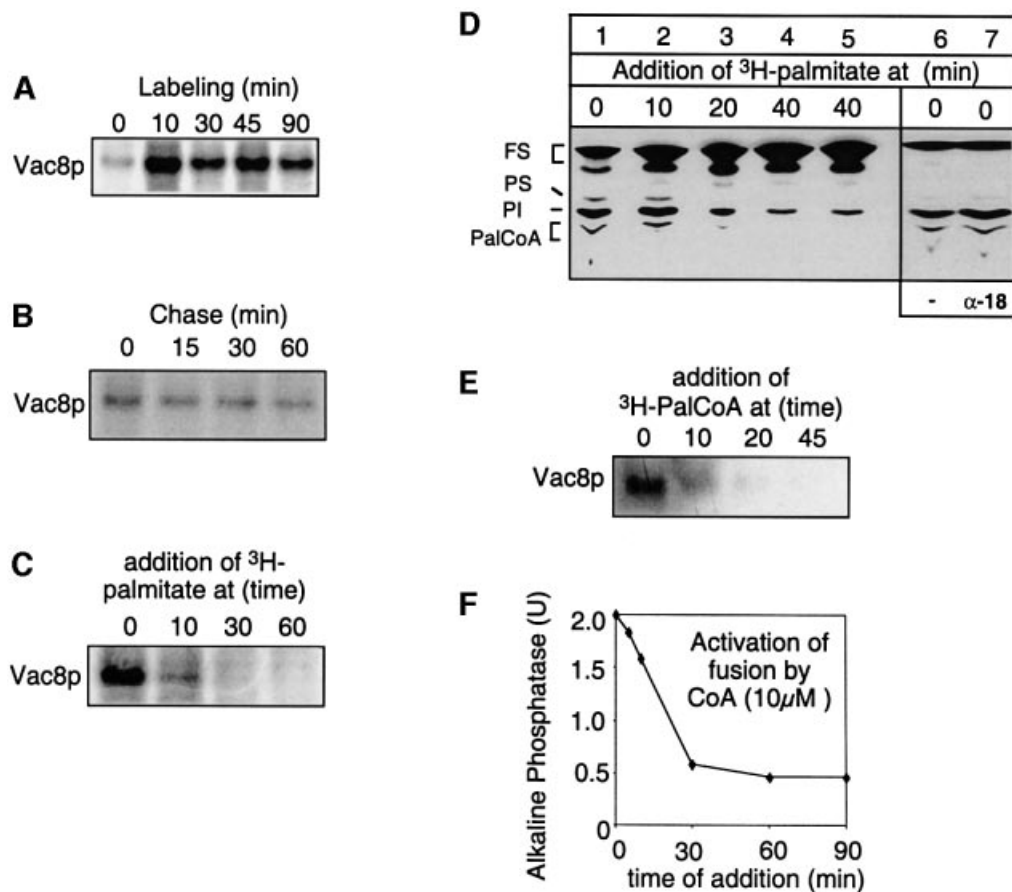 A
Labeling (min)
0 10 30 45 90
Vac8p
B
Chase (min)
0 15 30 60
Vac8p
C
addition of ³H-
palmitate at (time)
0 10 30 60
Vac8p
D
1 2 3 4 5 6 7
Addition of ³H-palmitate at (min)
0 10 20 40 40 0 0
FS
PS
PI
PalCoA
- α-18
E
addition of
³H-PalCoA at (time)
0 10 20 45
Vac8p
F
Alkaline Phosphatase (U)
2.0
1.5
1.0
0.5
0
Activation of
fusion by
CoA (10μM )
0 30 60 90
time of addition (min)